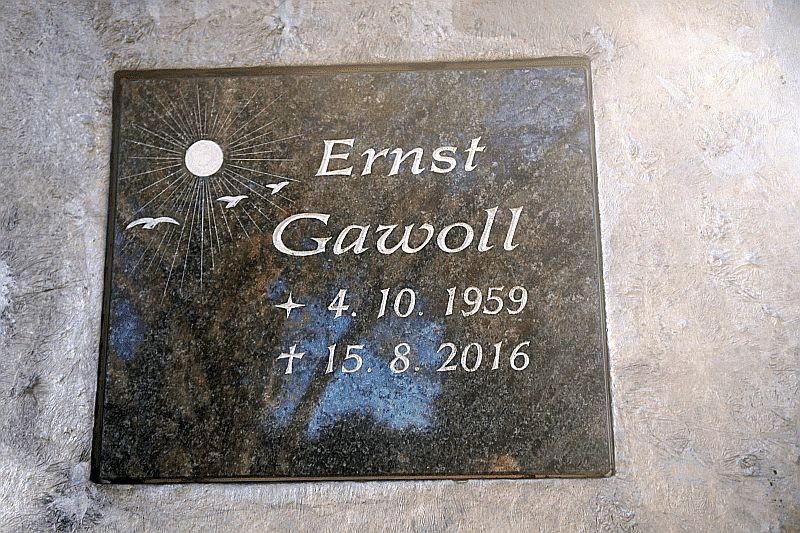 Ernst
Gawoll
✦ 4. 10. 1959
✝ 15. 8. 2016